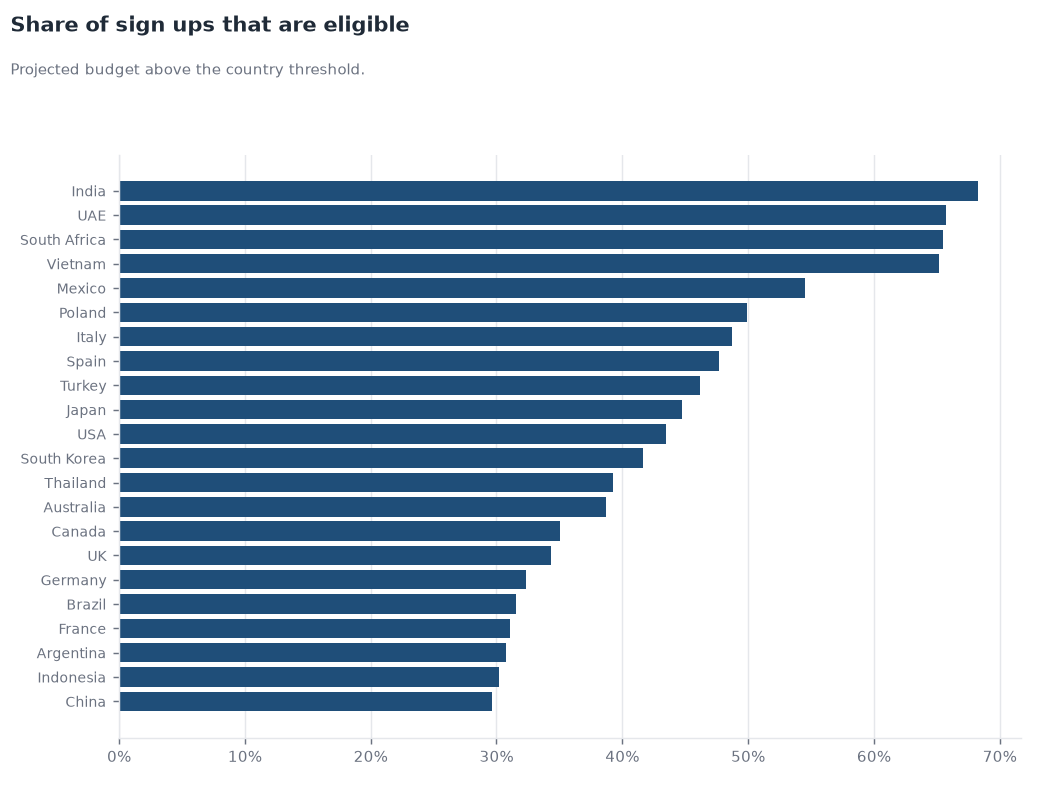 Share of sign ups that are eligible
Projected budget above the country threshold.
India
UAE
South Africa
Vietnam
Mexico
Poland
Italy
Spain
Turkey
Japan
USA
South Korea
Thailand
Australia
Canada
UK
Germany
Brazil
France
Argentina
Indonesia
China
0% 10% 20% 30% 40% 50% 60% 70%